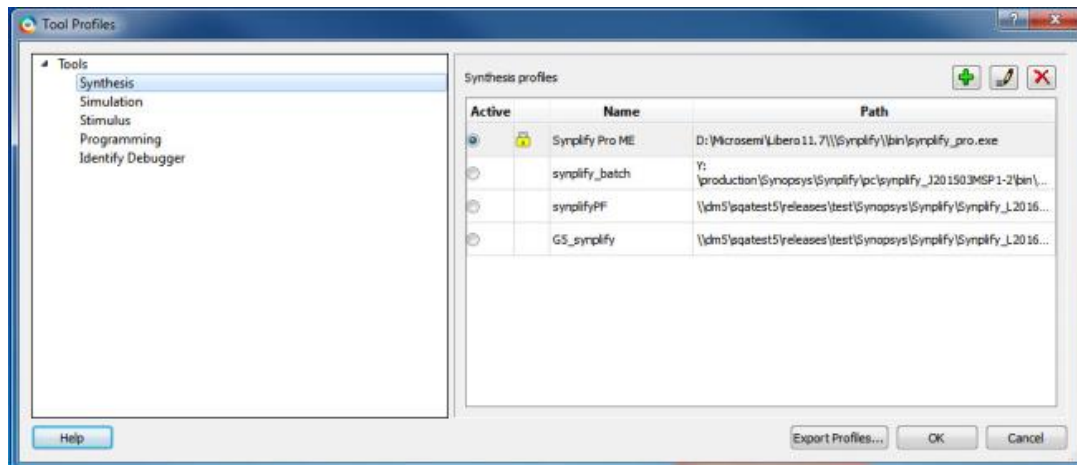 Tool Profiles
Tools
Synthesis
Simulation
Stimulus
Programming
Identify Debugger
Synthesis profiles
Active Name Path
Synplify Pro ME D:\Microsemi\Libero11.7\\\Synplify\\bin\synplify_pro.exe
synplify_batch Y:
\production\Synopsys\Synplify\pc\synplify_J201503MSP1-2\bin\...
synplifyPF \\dm5\sqatest5\releases\test\Synopsys\Synplify\Synplify_L2016...
G5_synplify \\dm5\sqatest5\releases\test\Synopsys\Synplify\Synplify_L2016...
Help Export Profiles... OK Cancel